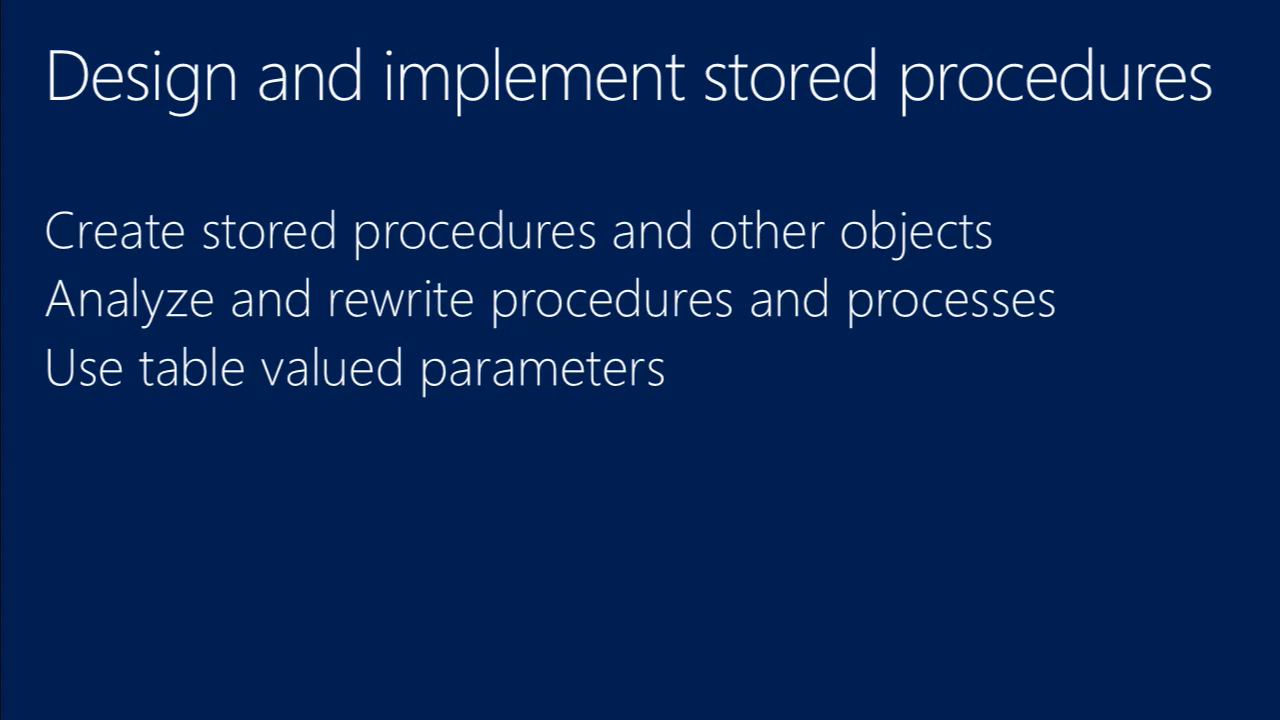 Design and implement stored procedures
Create stored procedures and other objects
Analyze and rewrite procedures and processes
Use table valued parameters